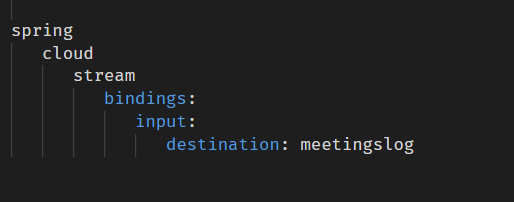 spring
cloud
stream
bindings:
input:
destination: meetingslog